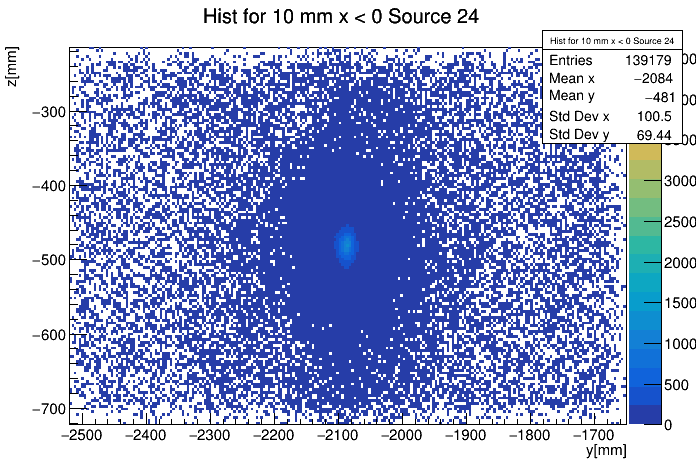 Hist for 10 mm x < 0 Source 24
Hist for 10 mm x < 0 Source 24
Entries 139179
Mean x −2084
Mean y −481
Std Dev x 100.5
Std Dev y 69.44
z[mm]
−300
−400
−500
−600
−700
−2500 −2400 −2300 −2200 −2100 −2000 −1900 −1800 −1700
y[mm]
3000
2500
2000
1500
1000
500
0